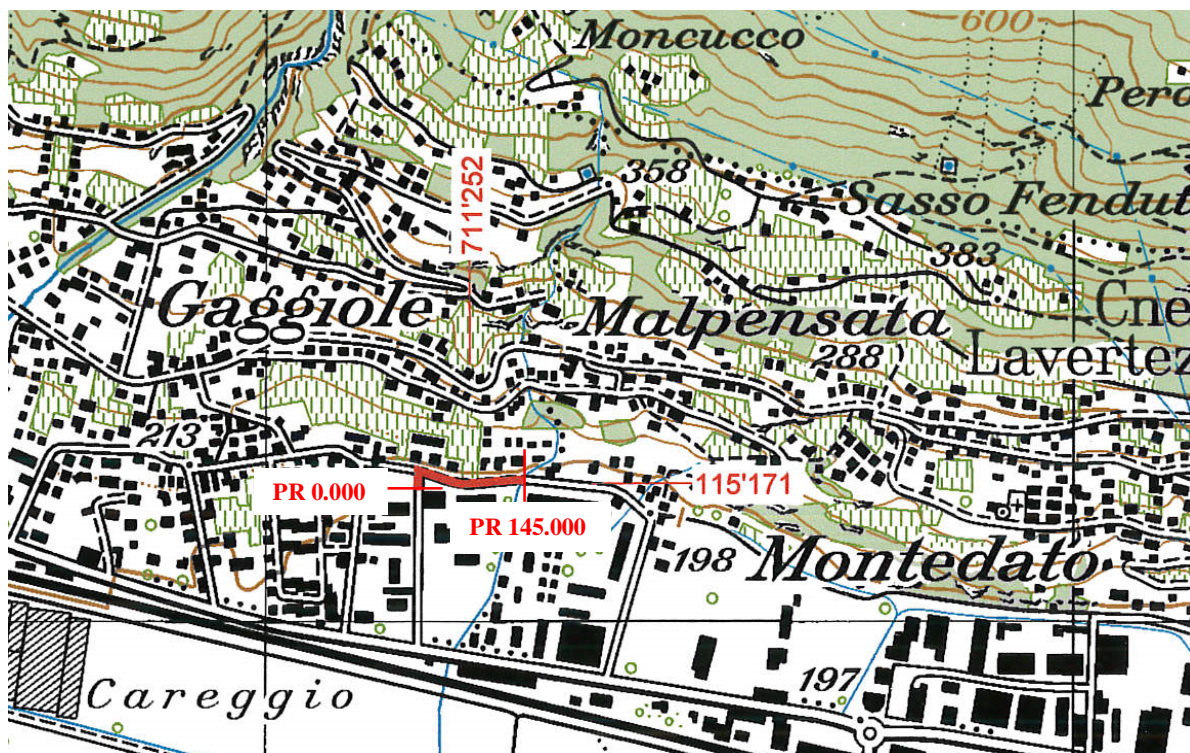 600
Moncucco
358
711'252
Sasso Fendut
383
Gaggiole
Malpensata
Cne
Lavertez
288
213
PR 0.000
115'171
PR 145.000
198
Montedato
197
Careggio